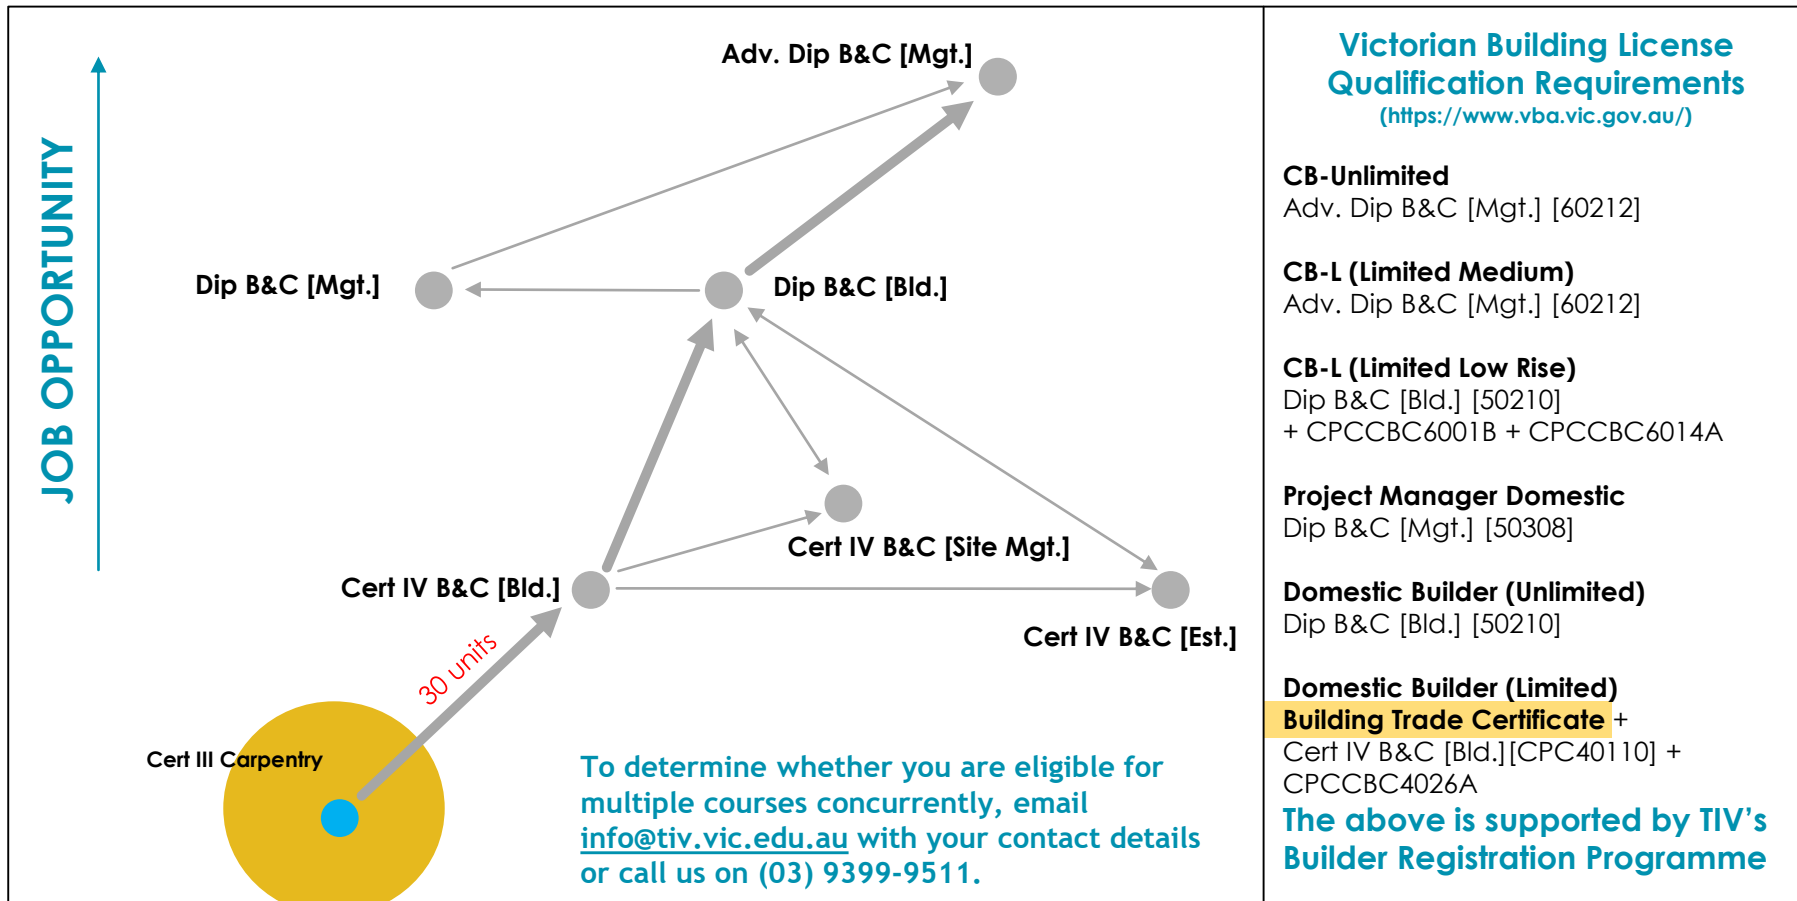 JOB OPPORTUNITY
Adv. Dip B&C [Mgt.]
Dip B&C [Mgt.]
Dip B&C [Bld.]
Cert IV B&C [Site Mgt.]
Cert IV B&C [Bld.]
Cert IV B&C [Est.]
30 units
Cert III Carpentry
To determine whether you are eligible for
multiple courses concurrently, email
info@tiv.vic.edu.au with your contact details
or call us on (03) 9399-9511.
Victorian Building License
Qualification Requirements
(https://www.vba.vic.gov.au/)
CB-Unlimited
Adv. Dip B&C [Mgt.] [60212]
CB-L (Limited Medium)
Adv. Dip B&C [Mgt.] [60212]
CB-L (Limited Low Rise)
Dip B&C [Bld.] [50210]
+ CPCCBC6001B + CPCCBC6014A
Project Manager Domestic
Dip B&C [Mgt.] [50308]
Domestic Builder (Unlimited)
Dip B&C [Bld.] [50210]
Domestic Builder (Limited)
Building Trade Certificate +
Cert IV B&C [Bld.][CPC40110] +
CPCCBC4026A
The above is supported by TIV's
Builder Registration Programme